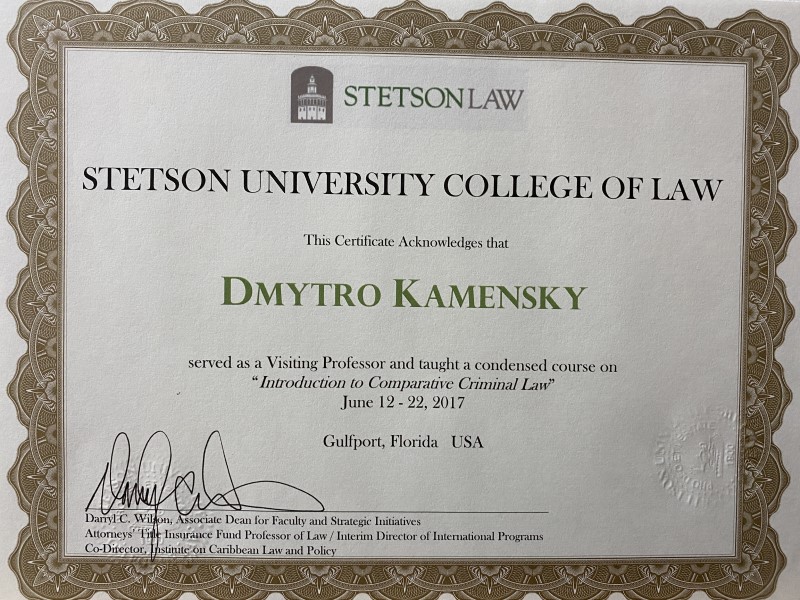 STETSON LAW
STETSON UNIVERSITY COLLEGE OF LAW
This Certificate Acknowledges that
DMYTRO KAMENSKY
served as a Visiting Professor and taught a condensed course on
“Introduction to Comparative Criminal Law”
June 12 - 22, 2017
Gulfport, Florida USA
Darryl C. Wilson, Associate Dean for Faculty and Strategic Initiatives
Attorneys' Title Insurance Fund Professor of Law / Interim Director of International Programs
Co-Director, Institute on Caribbean Law and Policy